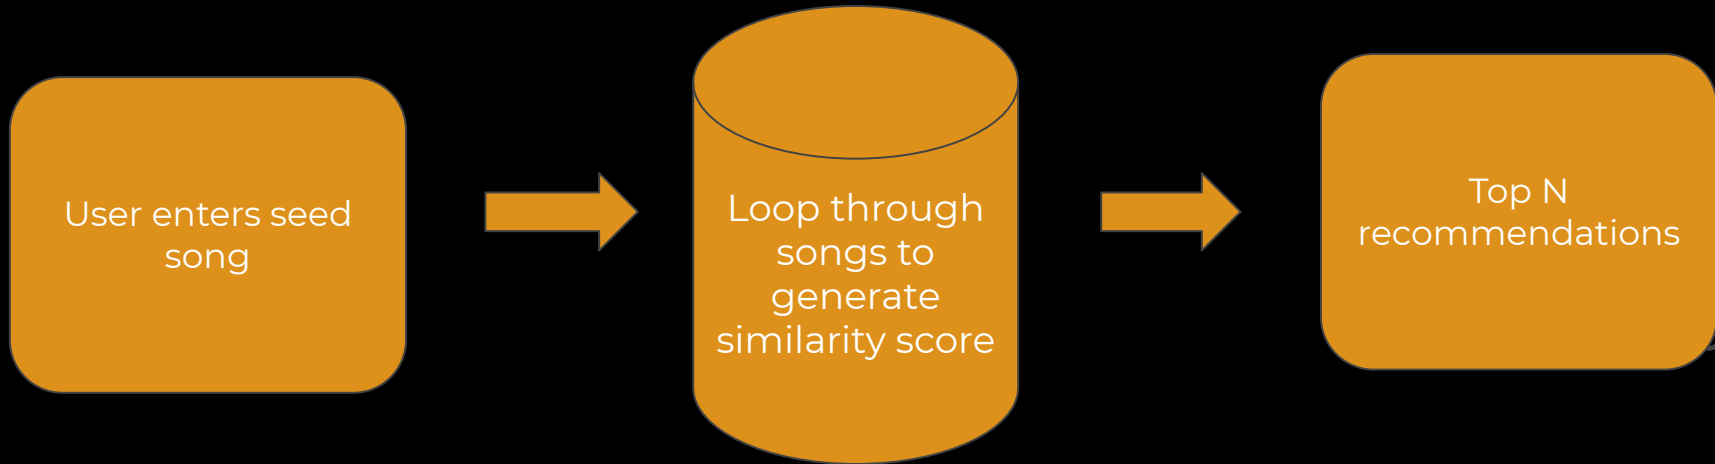 User enters seed
song
Loop through
songs to
generate
similarity score
Top N
recommendations